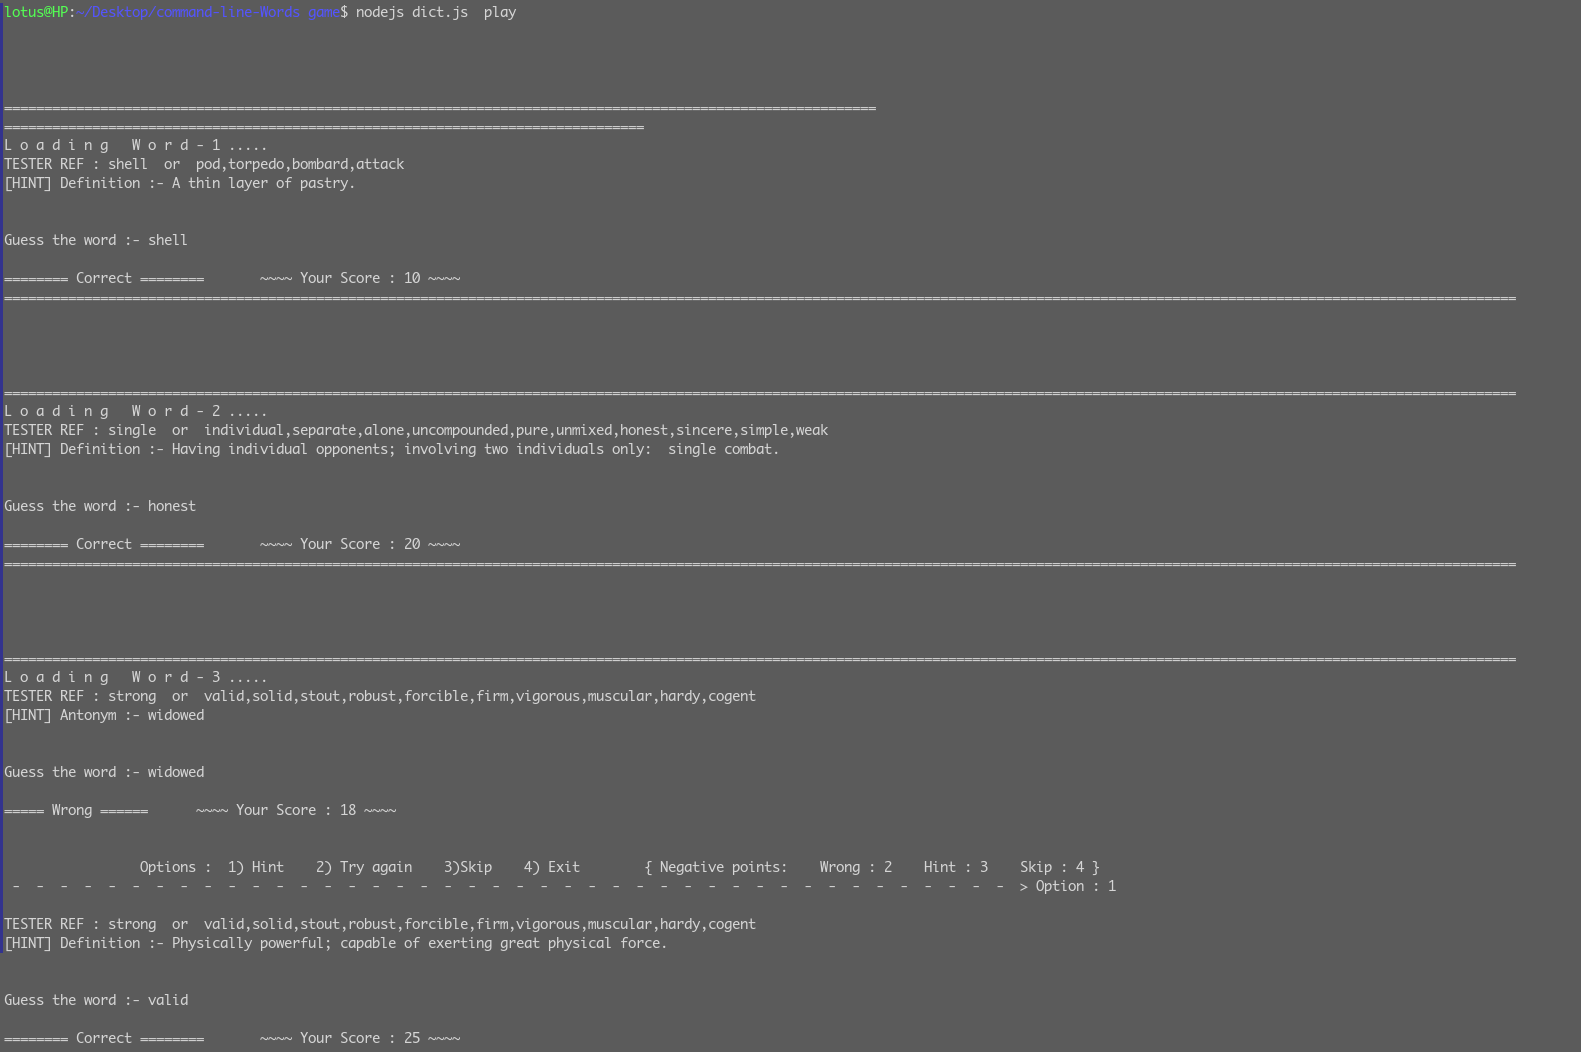 lotus@HP:~/Desktop/command-line-Words game$ nodejs dict.js  play
=============================================================================================================
================================================================================
L o a d i n g   W o r d - 1 .....
TESTER REF : shell  or  pod,torpedo,bombard,attack
[HINT] Definition :- A thin layer of pastry.
Guess the word :- shell
======== Correct ========       ~~~~ Your Score : 10 ~~~~
=============================================================================================================================================================================================
=============================================================================================================================================================================================
L o a d i n g   W o r d - 2 .....
TESTER REF : single  or  individual,separate,alone,uncompounded,pure,unmixed,honest,sincere,simple,weak
[HINT] Definition :- Having individual opponents; involving two individuals only:  single combat.
Guess the word :- honest
======== Correct ========       ~~~~ Your Score : 20 ~~~~
=============================================================================================================================================================================================
=============================================================================================================================================================================================
L o a d i n g   W o r d - 3 .....
TESTER REF : strong  or  valid,solid,stout,robust,forcible,firm,vigorous,muscular,hardy,cogent
[HINT] Antonym :- widowed
Guess the word :- widowed
===== Wrong ======      ~~~~ Your Score : 18 ~~~~
Options :  1) Hint    2) Try again    3)Skip    4) Exit        { Negative points:    Wrong : 2    Hint : 3    Skip : 4 }
-  -  -  -  -  -  -  -  -  -  -  -  -  -  -  -  -  -  -  -  -  -  -  -  -  -  -  -  -  -  -  -  -  -  -  -  -  -  -  -  -  -  > Option : 1
TESTER REF : strong  or  valid,solid,stout,robust,forcible,firm,vigorous,muscular,hardy,cogent
[HINT] Definition :- Physically powerful; capable of exerting great physical force.
Guess the word :- valid
======== Correct ========       ~~~~ Your Score : 25 ~~~~